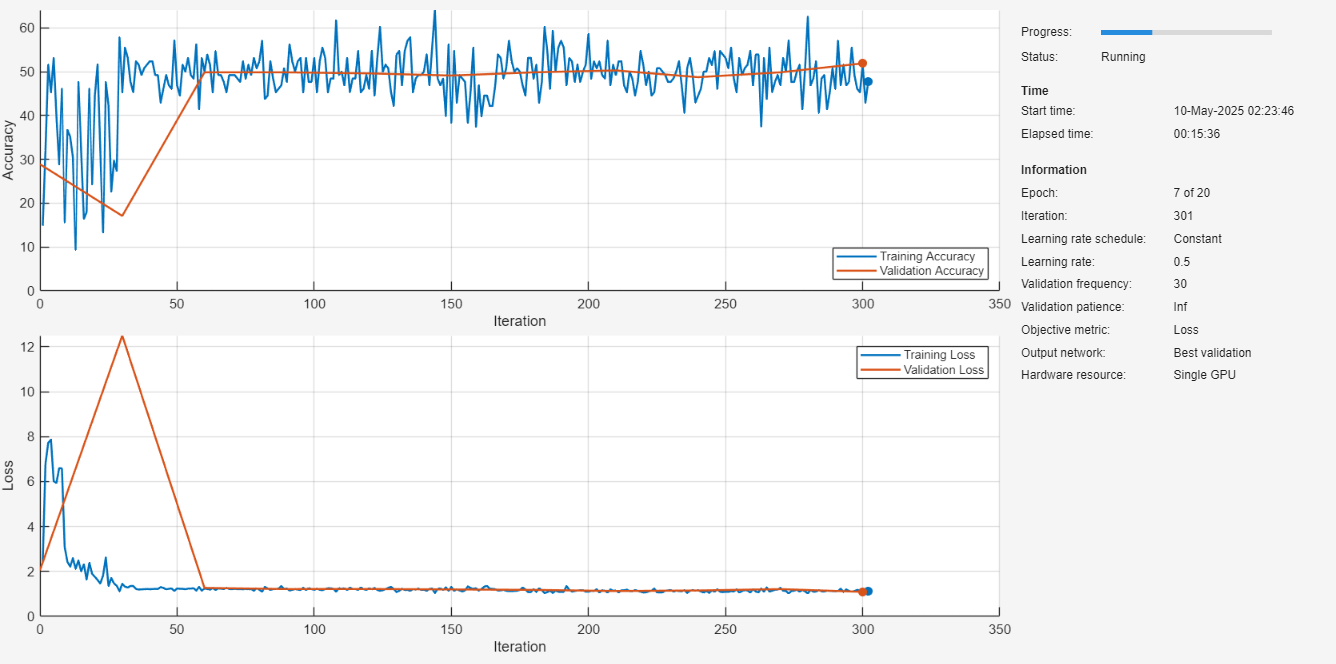 60
50
40
30
20
10
0
Accuracy
0 50 100 150 200 250 300 350
Iteration
Training Accuracy
Validation Accuracy
12
10
8
6
4
2
0
Loss
0 50 100 150 200 250 300 350
Iteration
Training Loss
Validation Loss
Progress:
Status: Running
Time
Start time: 10-May-2025 02:23:46
Elapsed time: 00:15:36
Information
Epoch: 7 of 20
Iteration: 301
Learning rate schedule: Constant
Learning rate: 0.5
Validation frequency: 30
Validation patience: Inf
Objective metric: Loss
Output network: Best validation
Hardware resource: Single GPU